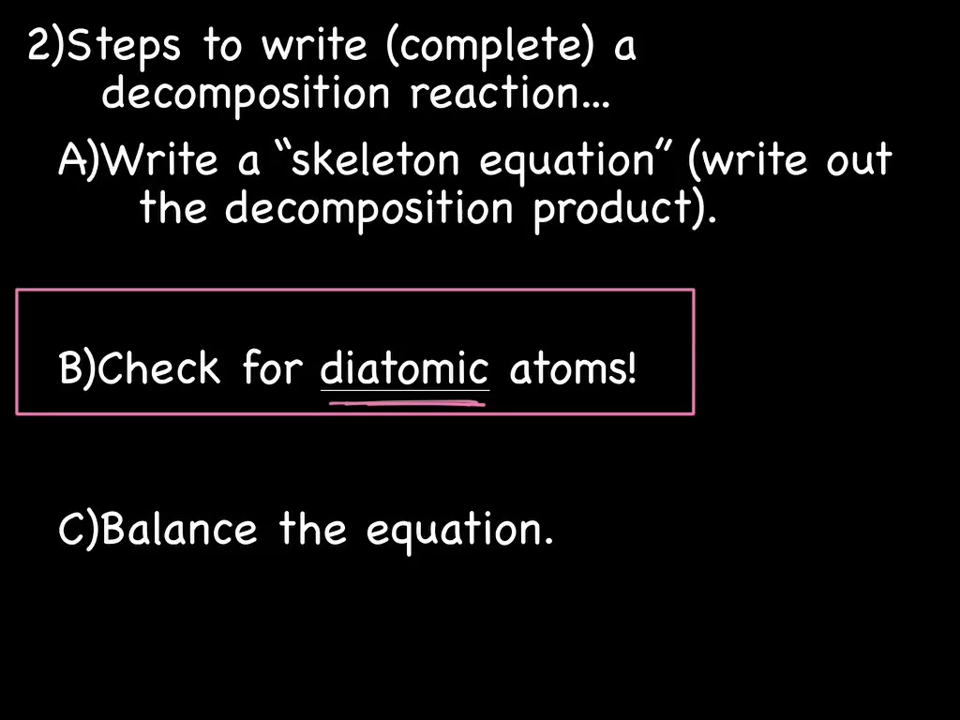 2)Steps to write (complete) a
decomposition reaction...
A)Write a “skeleton equation” (write out
the decomposition product).
B)Check for diatomic atoms!
C)Balance the equation.